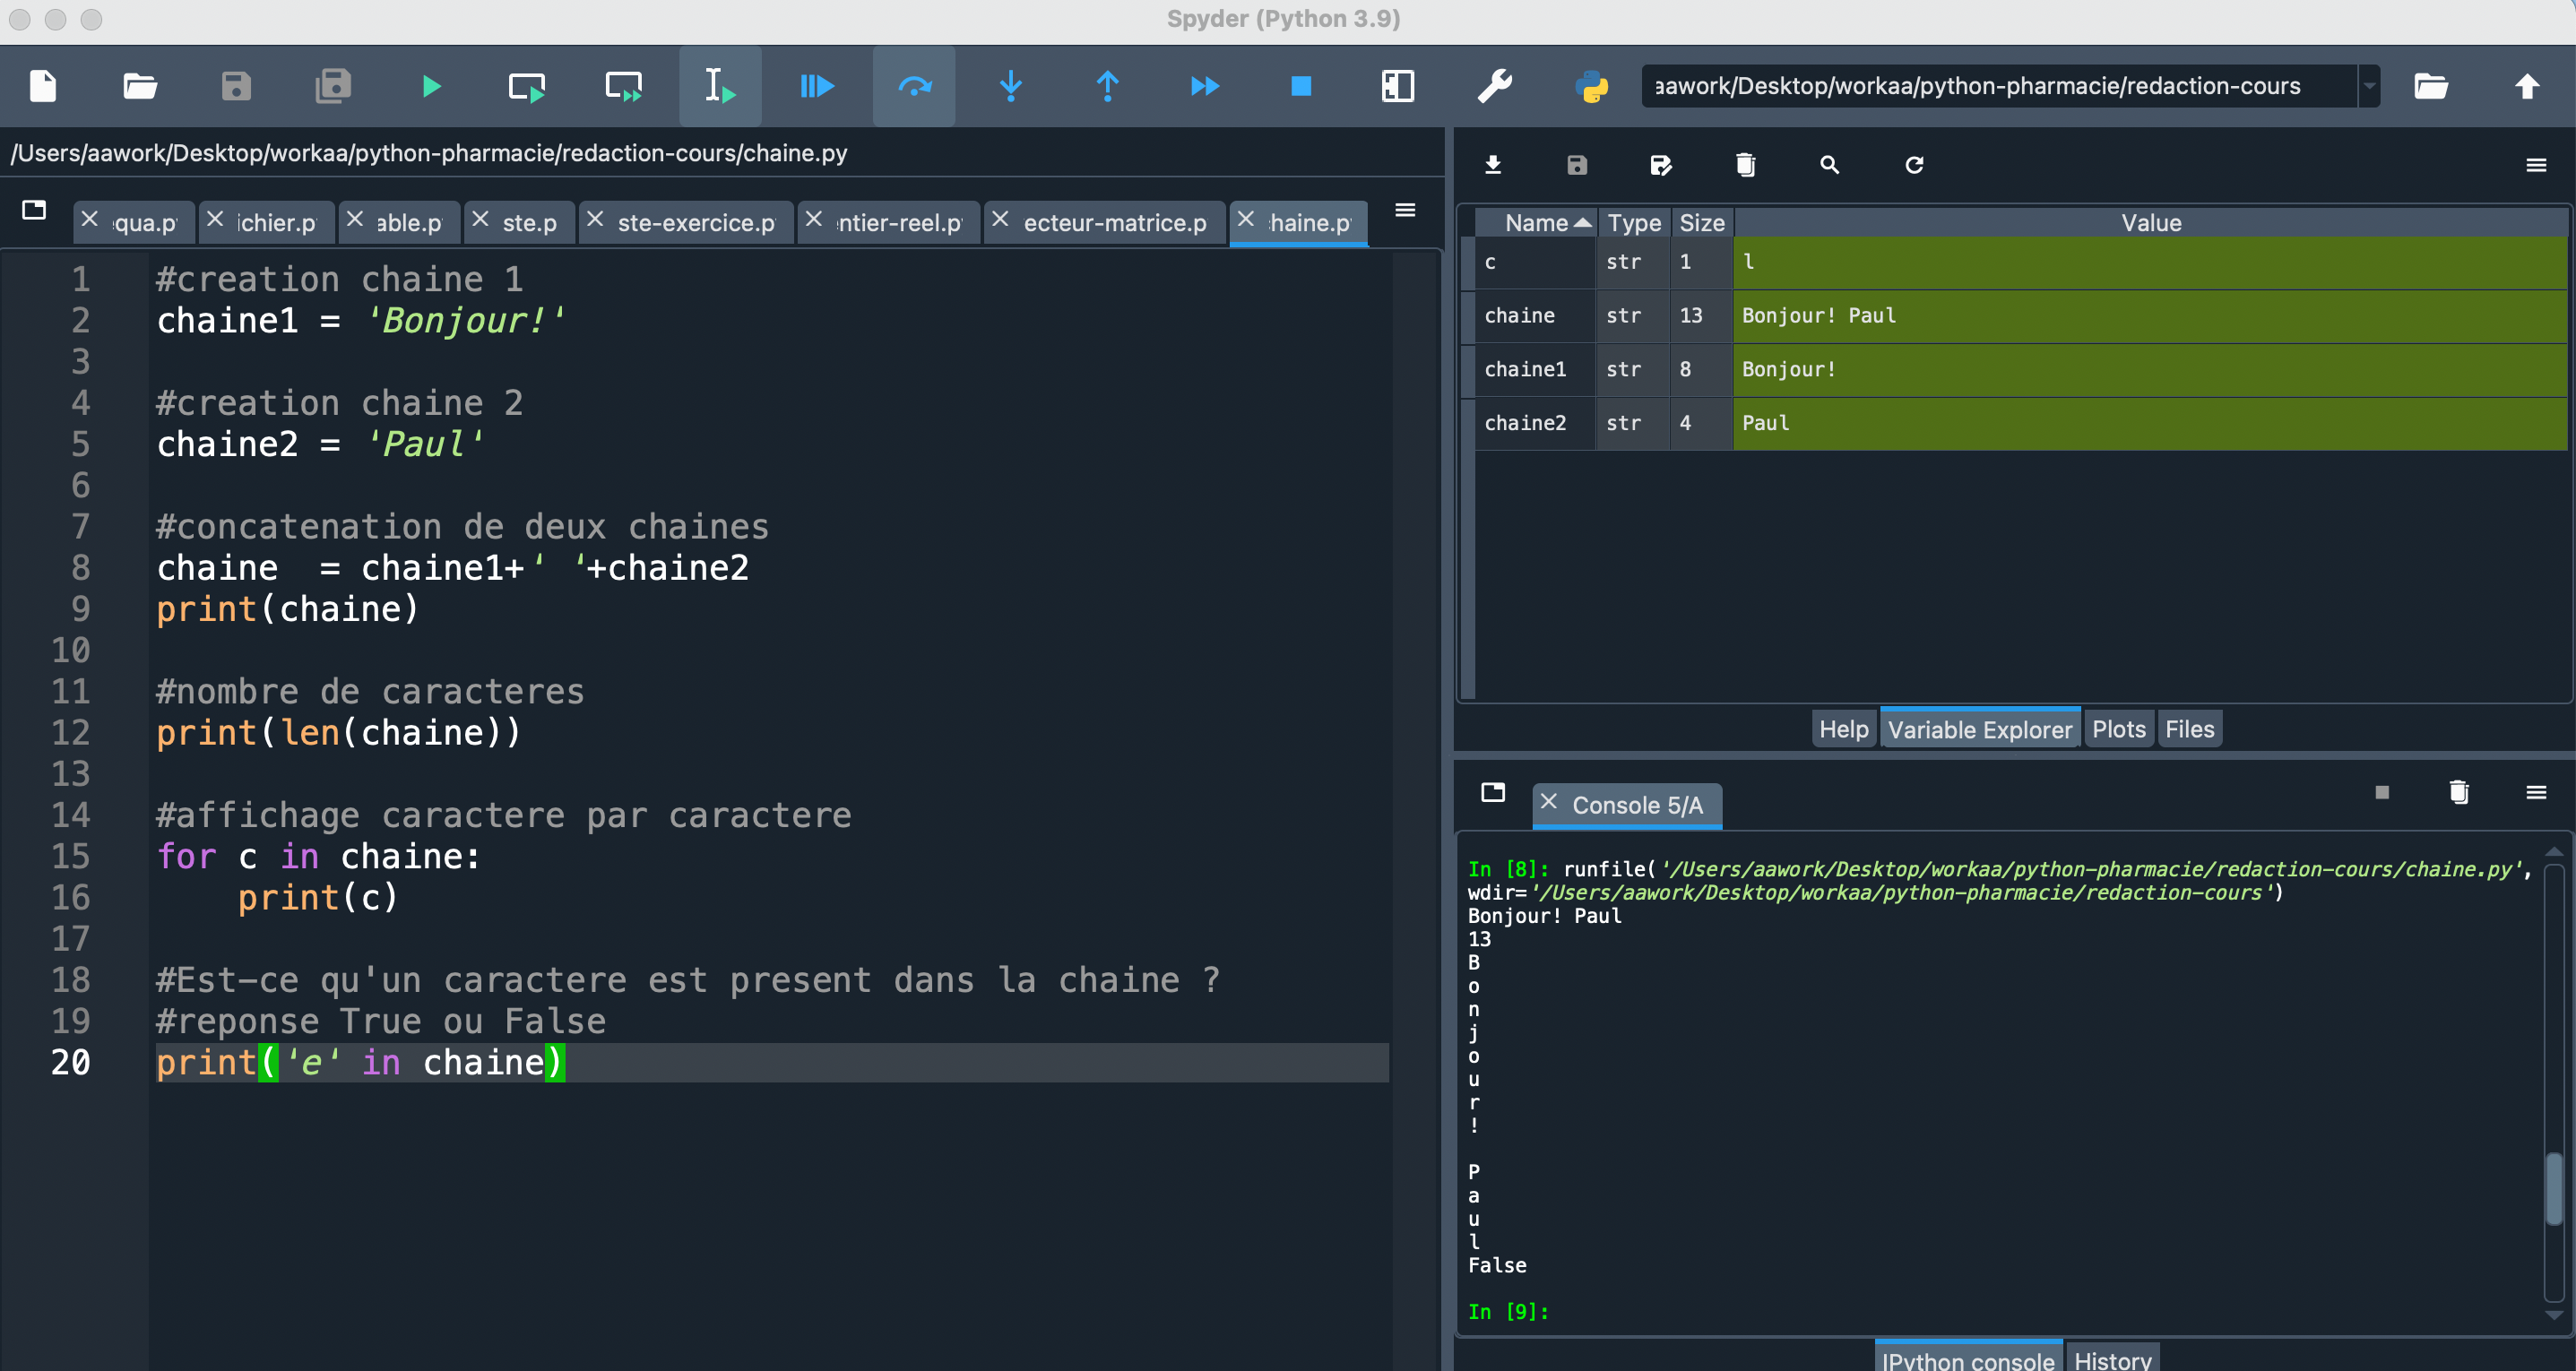 Spyder (Python 3.9)
aawork/Desktop/workaa/python-pharmacie/redaction-cours
/Users/aawork/Desktop/workaa/python-pharmacie/redaction-cours/chaine.py
qua.p ichier.p able.p ste.p ste-exercice.p ntier-reel.p ecteur-matrice.p haine.p
1 #creation chaine 1
2 chaine1 = 'Bonjour!'
3
4 #creation chaine 2
5 chaine2 = 'Paul'
6
7 #concatenation de deux chaines
8 chaine  = chaine1+' '+chaine2
9 print(chaine)
10
11 #nombre de caracteres
12 print(len(chaine))
13
14 #affichage caractere par caractere
15 for c in chaine:
16     print(c)
17
18 #Est-ce qu'un caractere est present dans la chaine ?
19 #reponse True ou False
20 print('e' in chaine)
Name Type Size Value
c str 1 l
chaine str 13 Bonjour! Paul
chaine1 str 8 Bonjour!
chaine2 str 4 Paul
Help Variable Explorer Plots Files
Console 5/A
In [8]: runfile('/Users/aawork/Desktop/workaa/python-pharmacie/redaction-cours/chaine.py',
wdir='/Users/aawork/Desktop/workaa/python-pharmacie/redaction-cours')
Bonjour! Paul
13
B
o
n
j
o
u
r
!
P
a
u
l
False
In [9]:
IPython console History